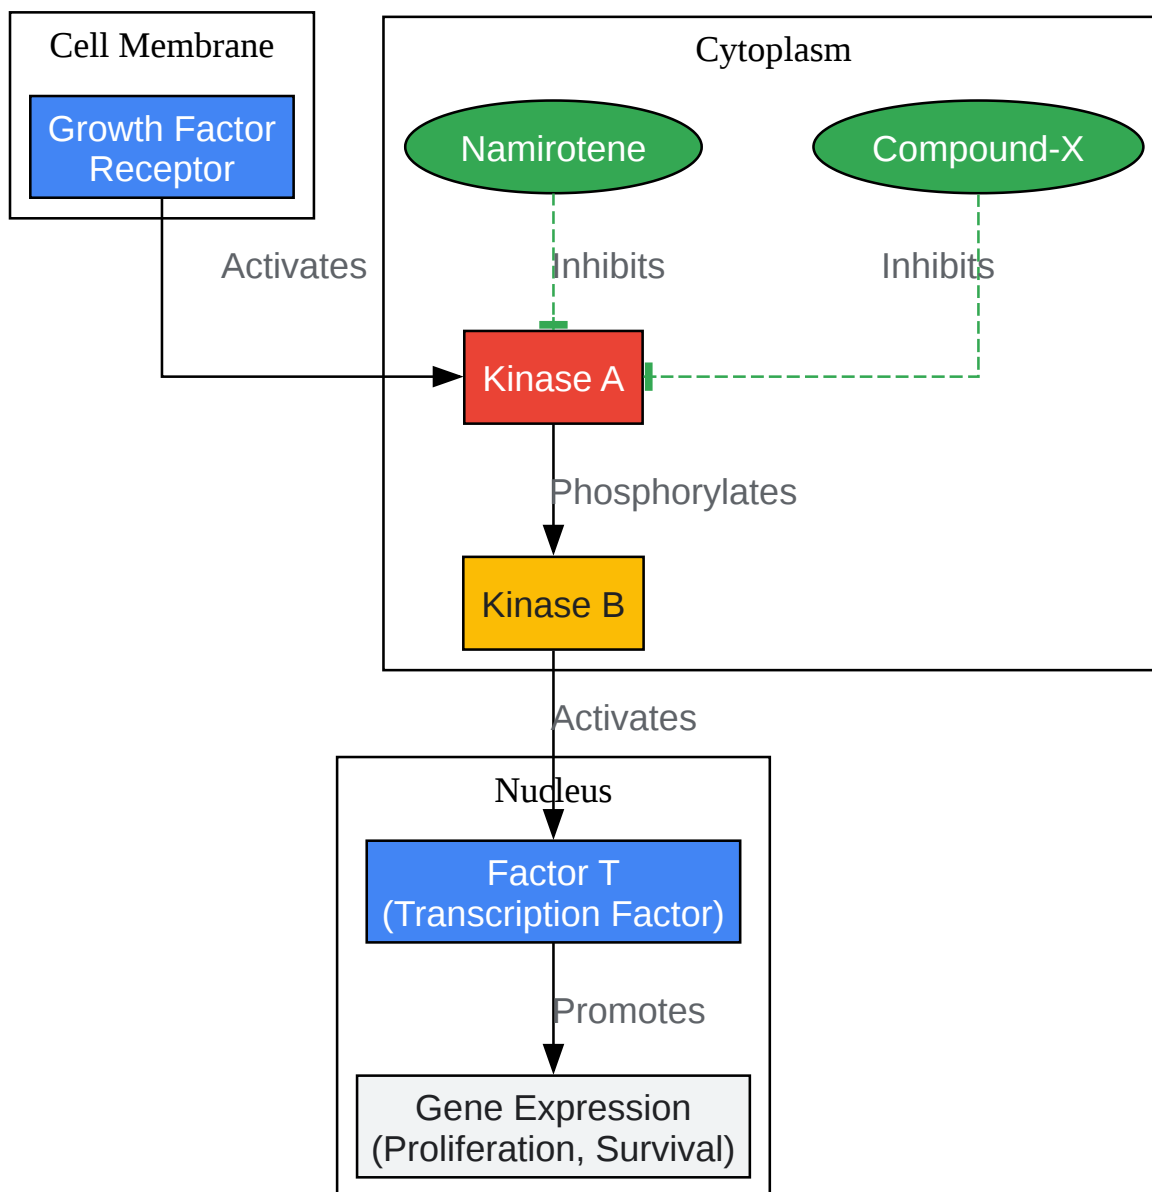 Cell Membrane
Growth Factor
Receptor
Cytoplasm
Namirotene
Compound-X
Activates
Inhibits
Inhibits
Kinase A
Phosphorylates
Kinase B
Activates
Nucleus
Factor T
(Transcription Factor)
Promotes
Gene Expression
(Proliferation, Survival)